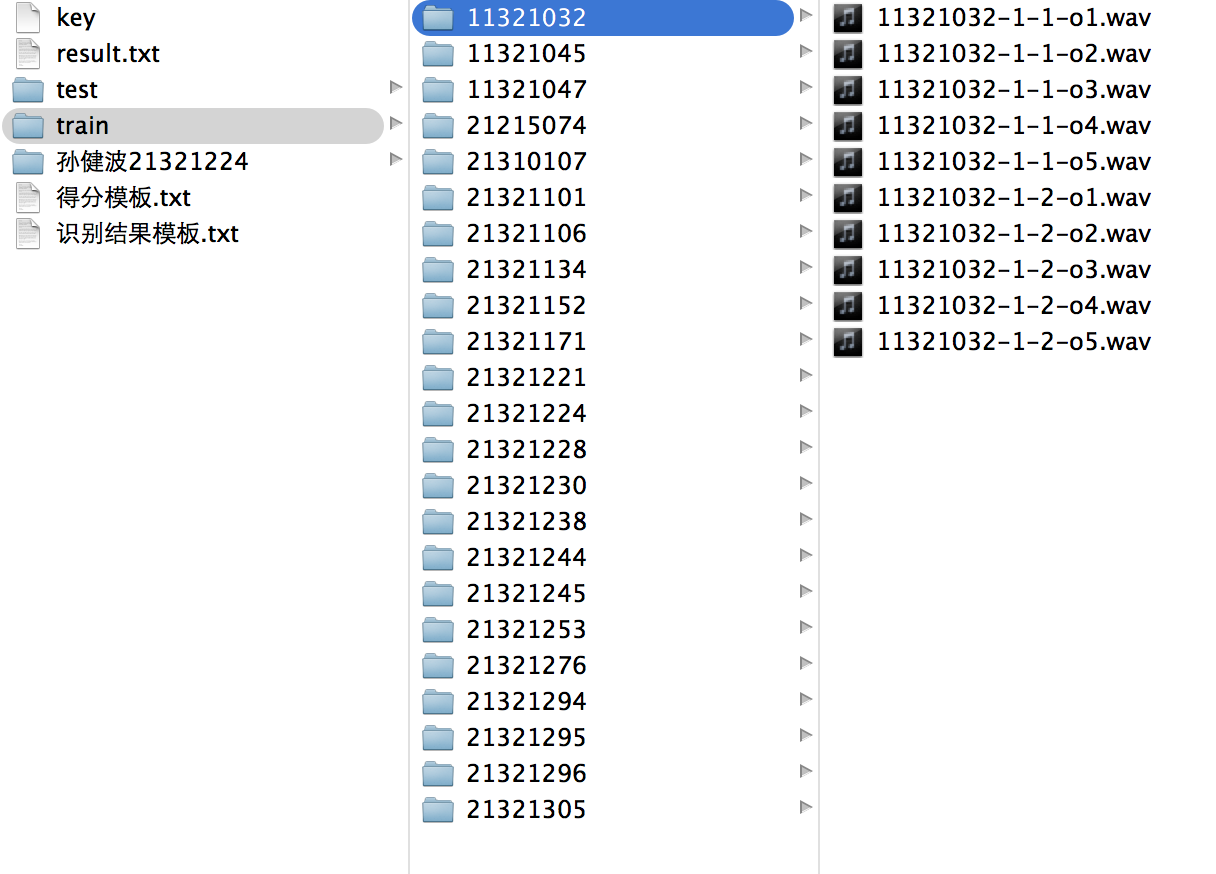 key
result.txt
test
train
孙健波21321224
得分模板.txt
识别结果模板.txt
11321032
11321045
11321047
21215074
21310107
21321101
21321106
21321134
21321152
21321171
21321221
21321224
21321228
21321230
21321238
21321244
21321245
21321253
21321276
21321294
21321295
21321296
21321305
11321032-1-1-o1.wav
11321032-1-1-o2.wav
11321032-1-1-o3.wav
11321032-1-1-o4.wav
11321032-1-1-o5.wav
11321032-1-2-o1.wav
11321032-1-2-o2.wav
11321032-1-2-o3.wav
11321032-1-2-o4.wav
11321032-1-2-o5.wav